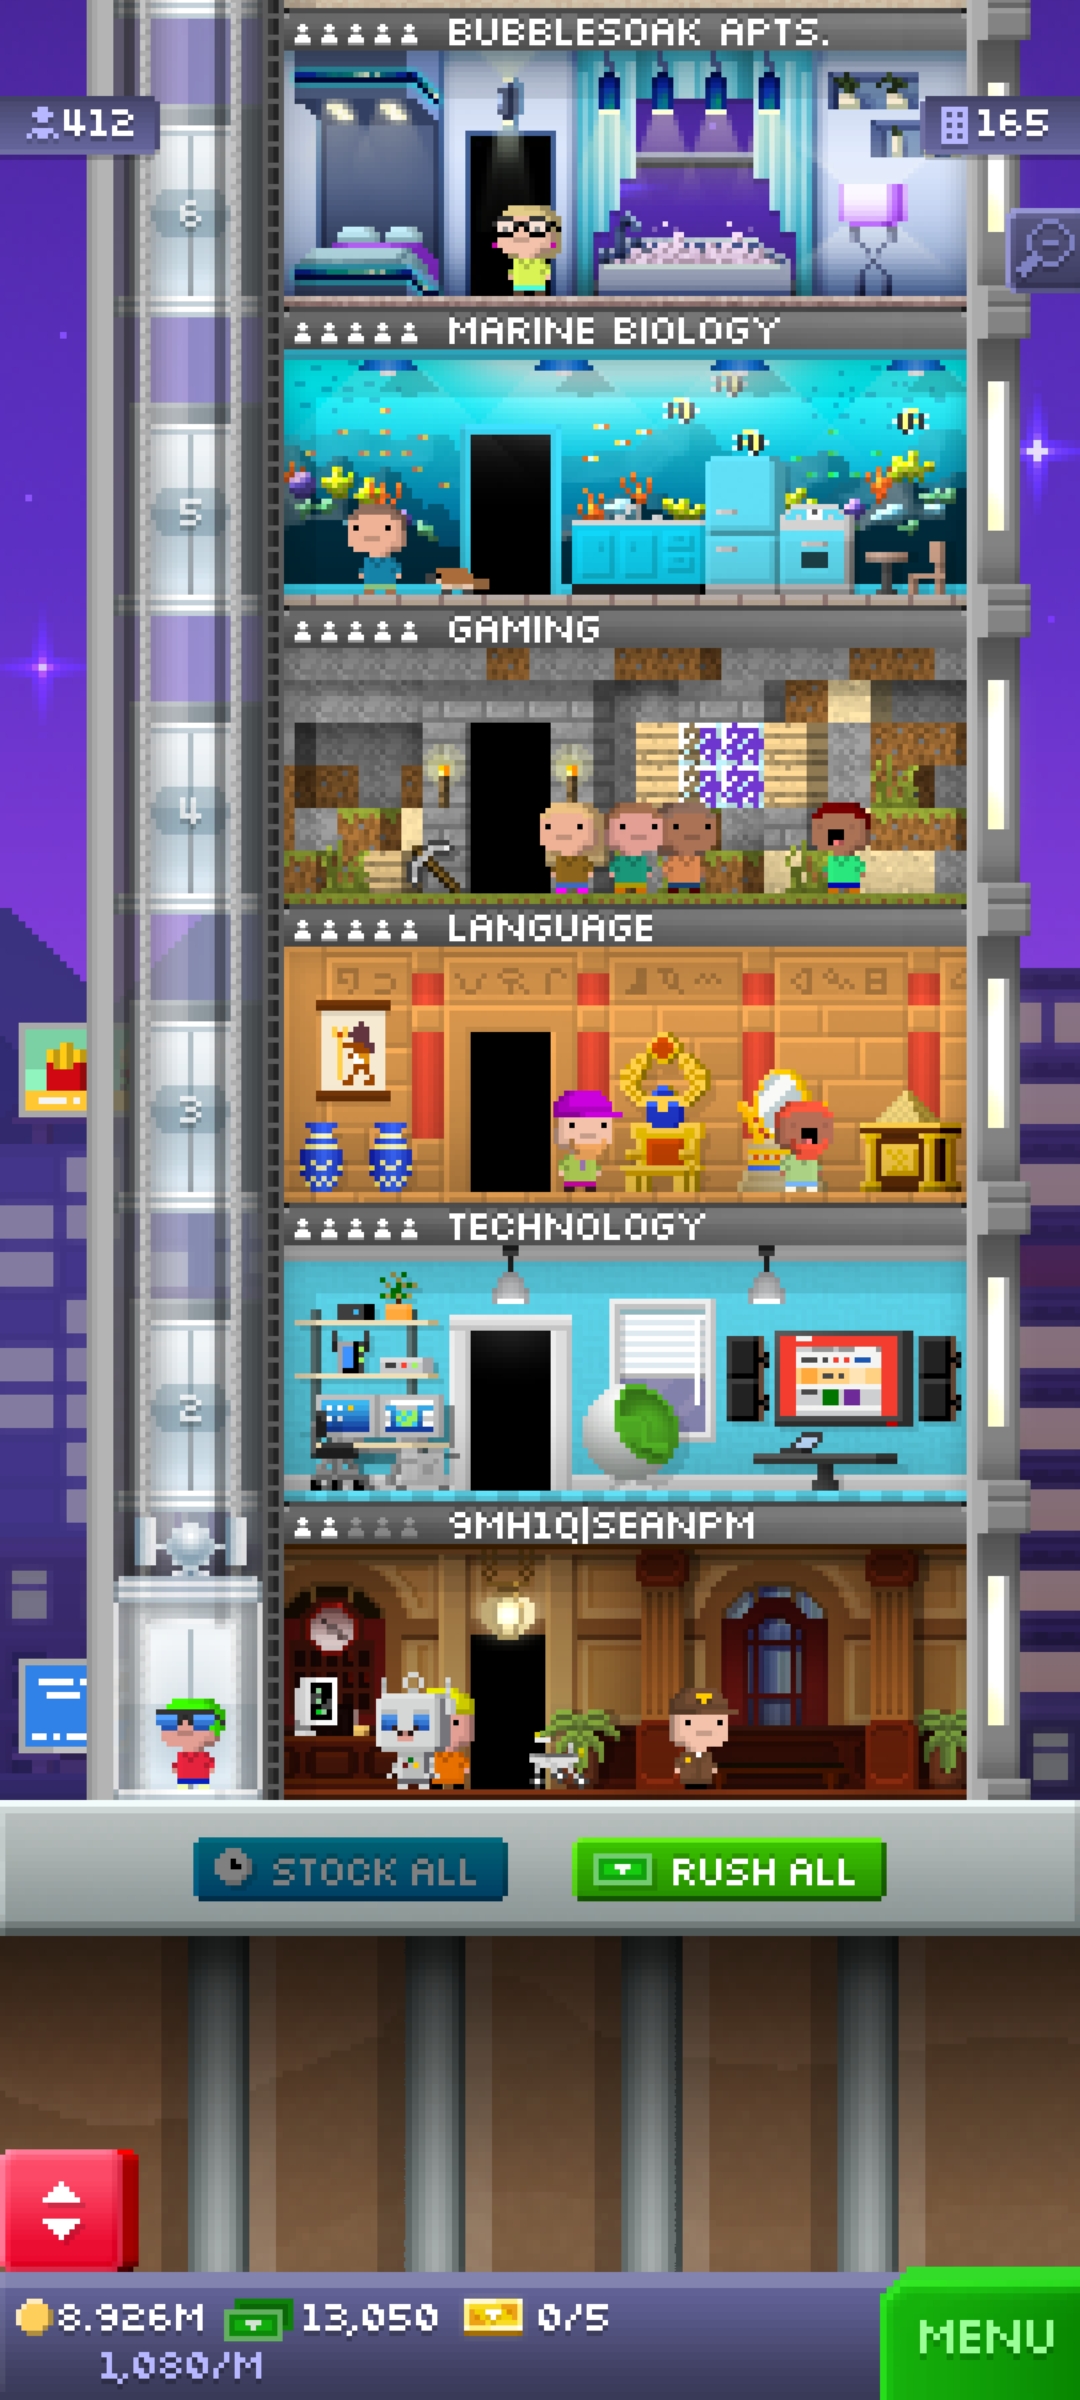 BUBBLESOAK APTS.
412
165
6
MARINE BIOLOGY
5
GAMING
4
LANGUAGE
3
TECHNOLOGY
2
9MH1Q|SEANPM
STOCK ALL
RUSH ALL
8.926M
13,050
0/5
MENU
1,080/M